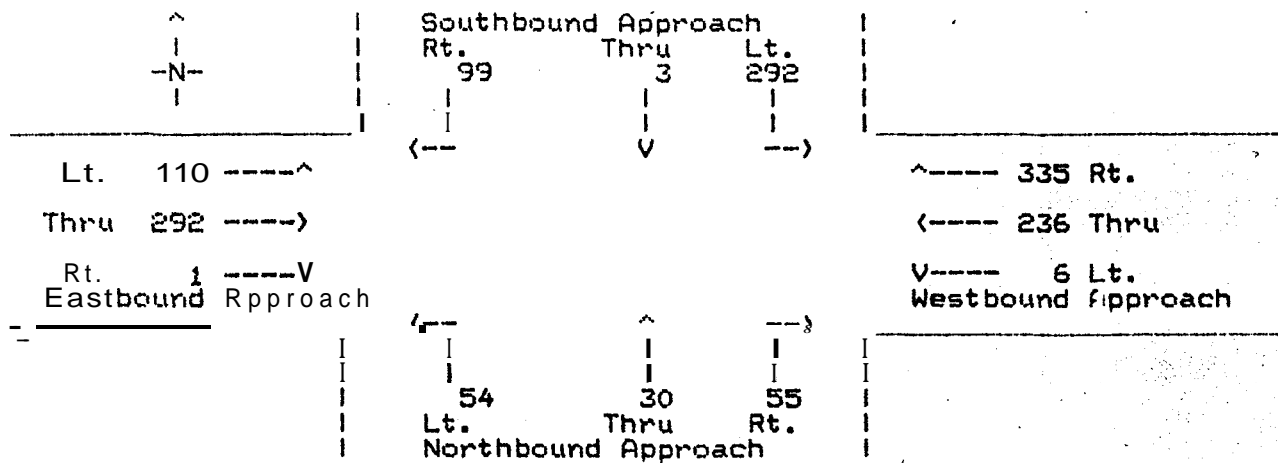 Southbound Approach
Rt. Thru Lt.
-N-
99 3 292
Lt. 110 ----^
^---- 335 Rt.
Thru 292 ---->
<---- 236 Thru
Rt. 1 ----V
V---- 6 Lt.
Eastbound Rpproach
Westbound Approach
54 30 55
Lt. Thru Rt.
Northbound Approach